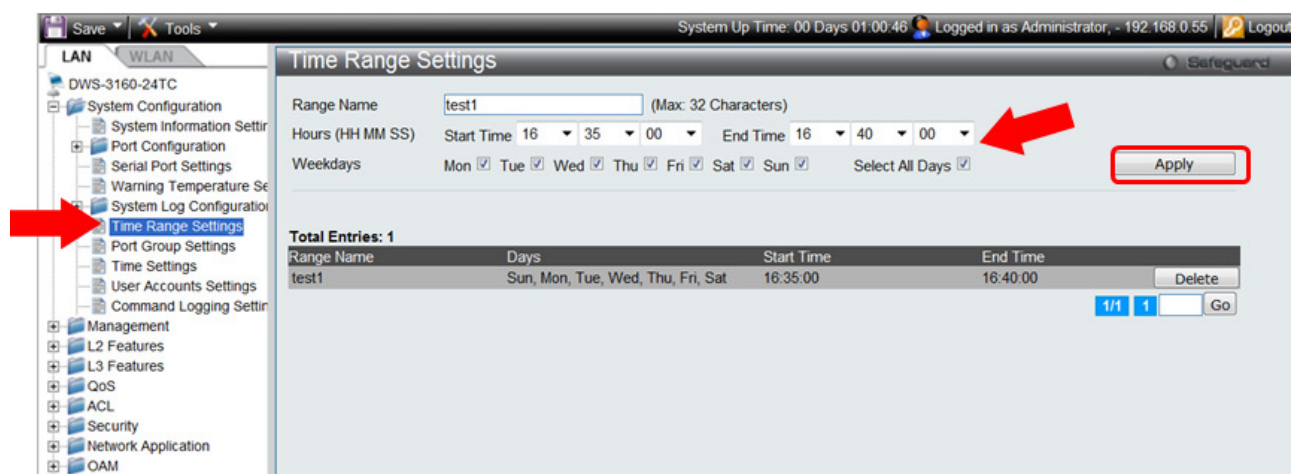 Save Tools System Up Time: 00 Days 01:00:46 Logged in as Administrator, - 192.168.0.55 Logout
LAN WLAN
DWS-3160-24TC
System Configuration
System Information Settin
Port Configuration
Serial Port Settings
Warning Temperature Se
System Log Configuration
Time Range Settings
Port Group Settings
Time Settings
User Accounts Settings
Command Logging Settin
Management
L2 Features
L3 Features
QoS
ACL
Security
Network Application
OAM
Time Range Settings Safeguard
Range Name test1 (Max: 32 Characters)
Hours (HH MM SS) Start Time 16 35 00 End Time 16 40 00
Weekdays Mon Tue Wed Thu Fri Sat Sun Select All Days Apply
Total Entries: 1
Range Name Days Start Time End Time
test1 Sun, Mon, Tue, Wed, Thu, Fri, Sat 16:35:00 16:40:00 Delete
1/1 1 Go